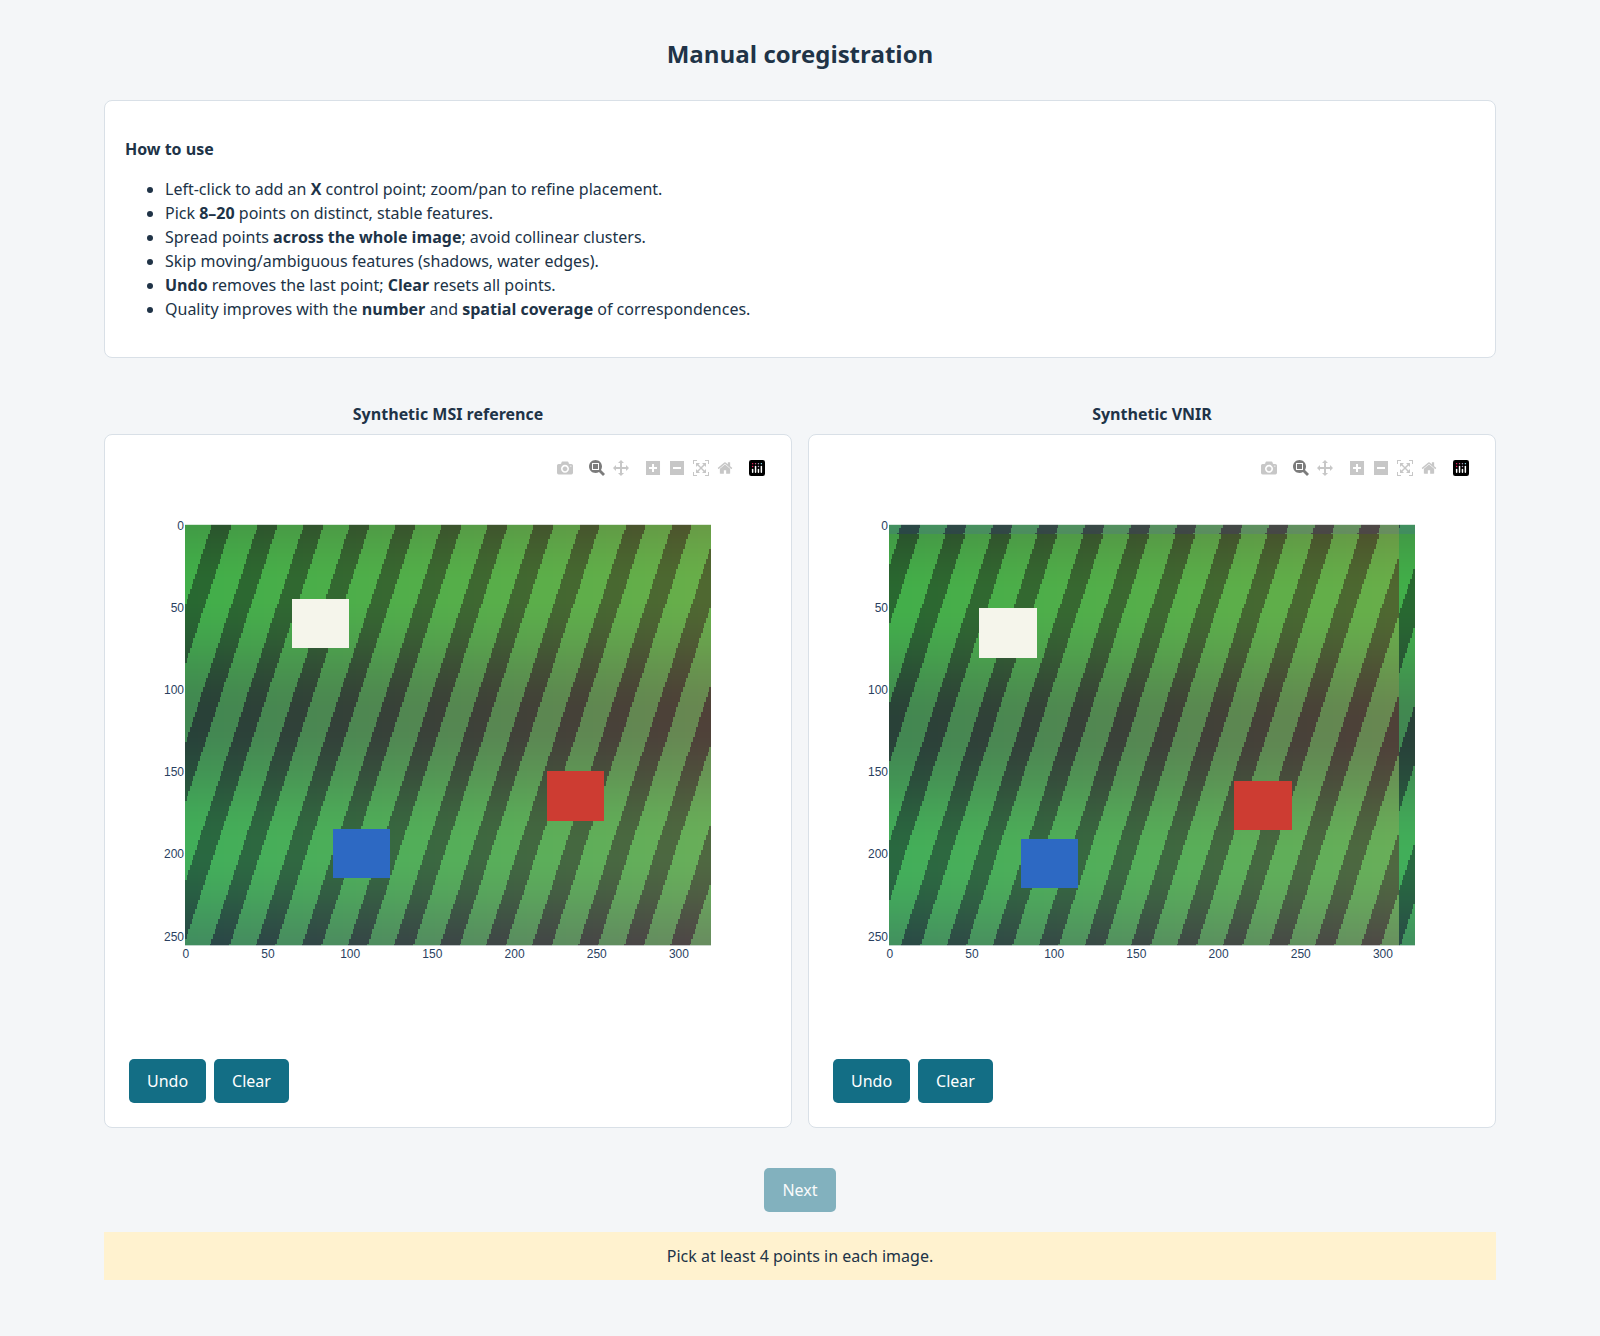 Manual coregistration
How to use
Left-click to add an X control point; zoom/pan to refine placement.
Pick 8–20 points on distinct, stable features.
Spread points across the whole image; avoid collinear clusters.
Skip moving/ambiguous features (shadows, water edges).
Undo removes the last point; Clear resets all points.
Quality improves with the number and spatial coverage of correspondences.
Synthetic MSI reference
0
50
100
150
200
250
0 50 100 150 200 250 300
Undo Clear
Synthetic VNIR
0
50
100
150
200
250
0 50 100 150 200 250 300
Undo Clear
Next
Pick at least 4 points in each image.